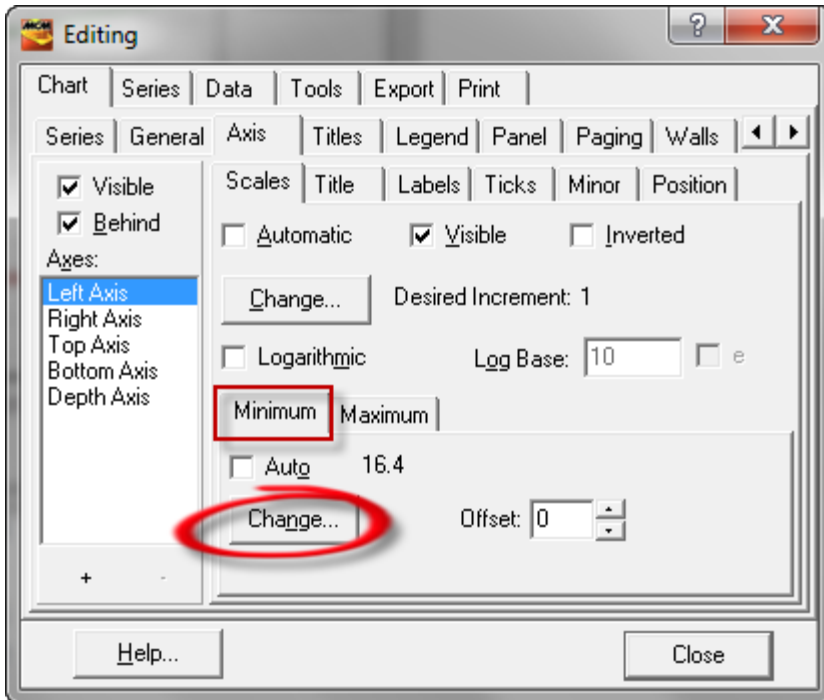 MCM
Editing
?
X
Chart Series Data Tools Export Print
Series General Axis Titles Legend Panel Paging Walls
Visible
Behind
Axes:
Left Axis
Right Axis
Top Axis
Bottom Axis
Depth Axis
+ -
Scales Title Labels Ticks Minor Position
Automatic Visible Inverted
Change... Desired Increment: 1
Logarithmic Log Base: 10 e
Minimum Maximum
Auto 16.4
Change... Offset: 0
Help... Close